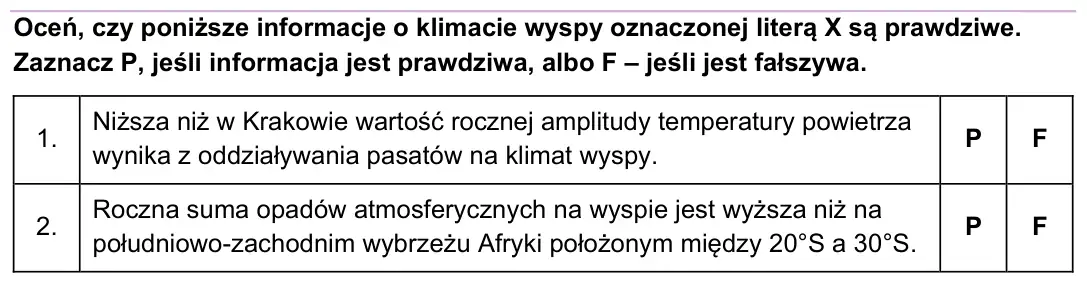 Oceń, czy poniższe informacje o klimacie wyspy oznaczonej literą X są prawdziwe.
Zaznacz P, jeśli informacja jest prawdziwa, albo F – jeśli jest fałszywa.
1. Niższa niż w Krakowie wartość rocznej amplitudy temperatury powietrza P F
wynika z oddziaływania pasatów na klimat wyspy.
2. Roczna suma opadów atmosferycznych na wyspie jest wyższa niż na P F
południowo-zachodnim wybrzeżu Afryki położonym między 20°S a 30°S.